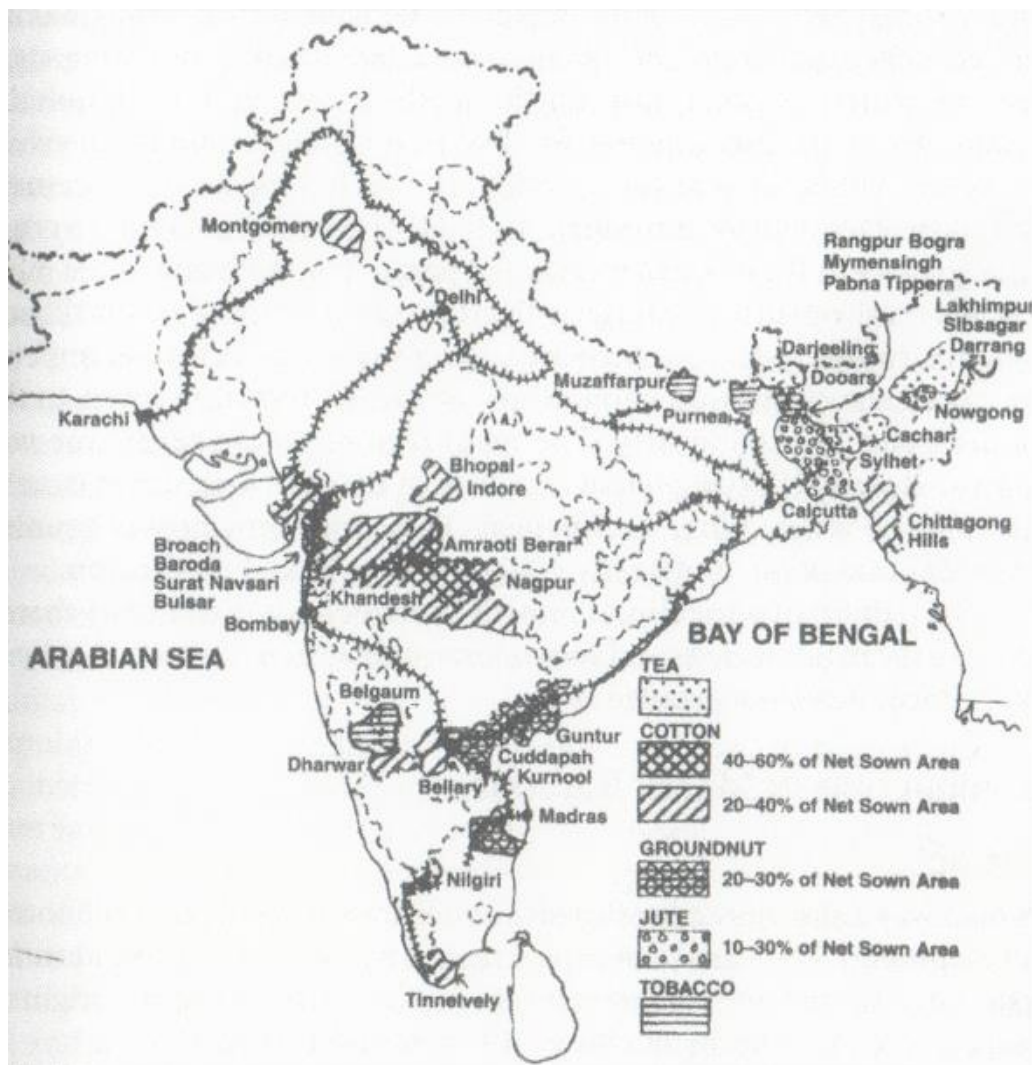 Montgomery
Delhi
Rangpur Bogra
Mymensingh
Pabna Tippera
Lakhimpur
Sibsagar
Darrang
Darjeeling
Dooars
Muzaffarpur
Purnea
Nowgong
Karachi
Cachar
Sylhet
Bhopal
Indore
Calcutta
Chittagong
Hills
Broach
Baroda
Surat Navsari
Bulsar
Amraoti Berar
Nagpur
Khandesh
Bombay
ARABIAN SEA
BAY OF BENGAL
Belgaum
Guntur
Dharwar
Cuddapah
Kurnool
Bellary
Madras
Nilgiri
Tinnelvely
TEA
COTTON
40–60% of Net Sown Area
20–40% of Net Sown Area
GROUNDNUT
20–30% of Net Sown Area
JUTE
10–30% of Net Sown Area
TOBACCO